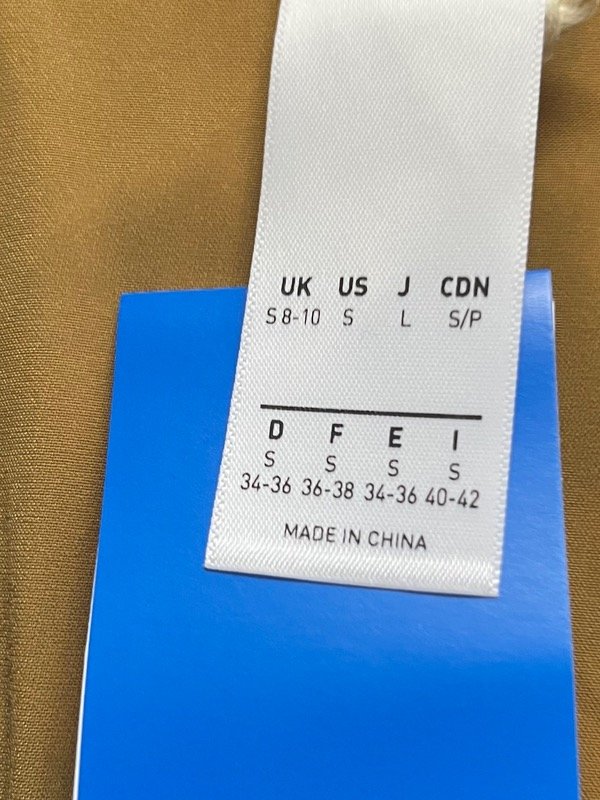 UK US J CDN
S 8-10 S L S/P
D F E I
S S S S
34-36 36-38 34-36 40-42
MADE IN CHINA